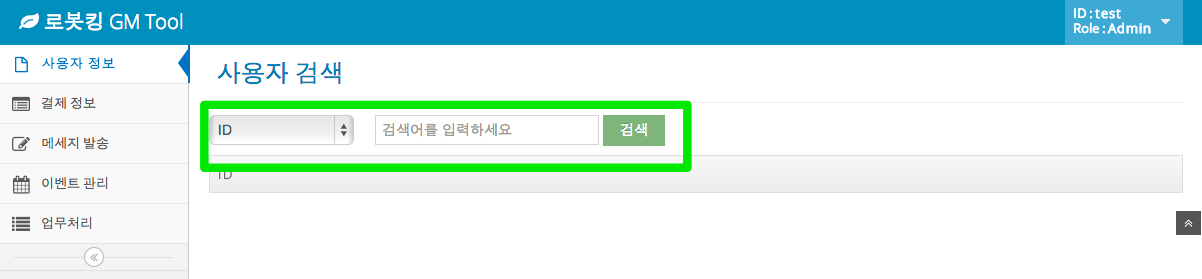 로봇킹 GM Tool
ID : test
Role : Admin
사용자 정보
결제 정보
메세지 발송
이벤트 관리
업무처리
사용자 검색
ID
검색어를 입력하세요
검색
ID